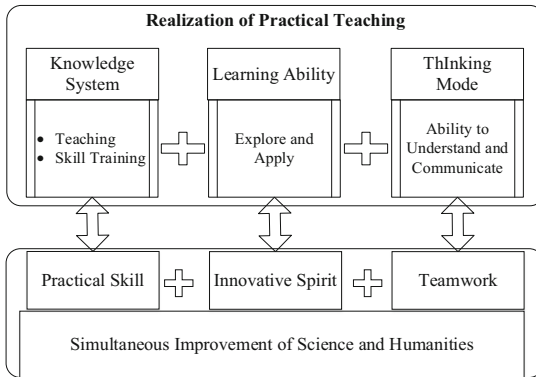 Realization of Practical Teaching
Knowledge
System
Learning Ability
ThInking
Mode
• Teaching
• Skill Training
Explore and
Apply
Ability to
Understand and
Communicate
Practical Skill
Innovative Spirit
Teamwork
Simultaneous Improvement of Science and Humanities